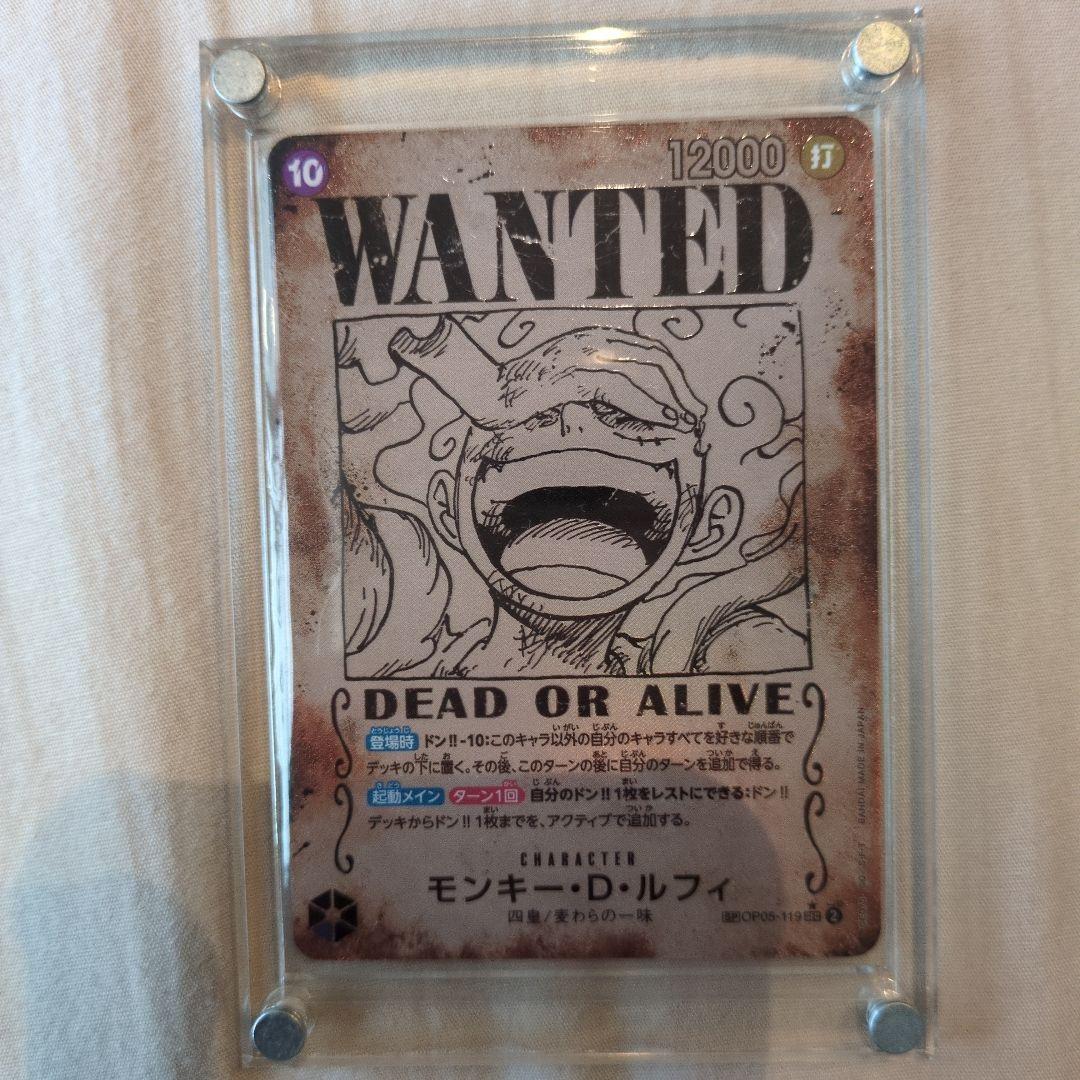 10
12000
打
WANTED
DEAD OR ALIVE
登場時 ドン!!-10:このキャラ以外の自分のキャラすべてを好きな順番で
デッキの下に置く。その後、このターンの後に自分のターンを追加で得る。
起動メイン ターン1回 自分のドン!!1枚をレストにできる:ドン!!
デッキからドン!!1枚までを、アクティブで追加する。
CHARACTER
モンキー・D・ルフィ
四皇/麦わらの一味
SP OP05-119 2
BANDAI MADE IN JAPAN